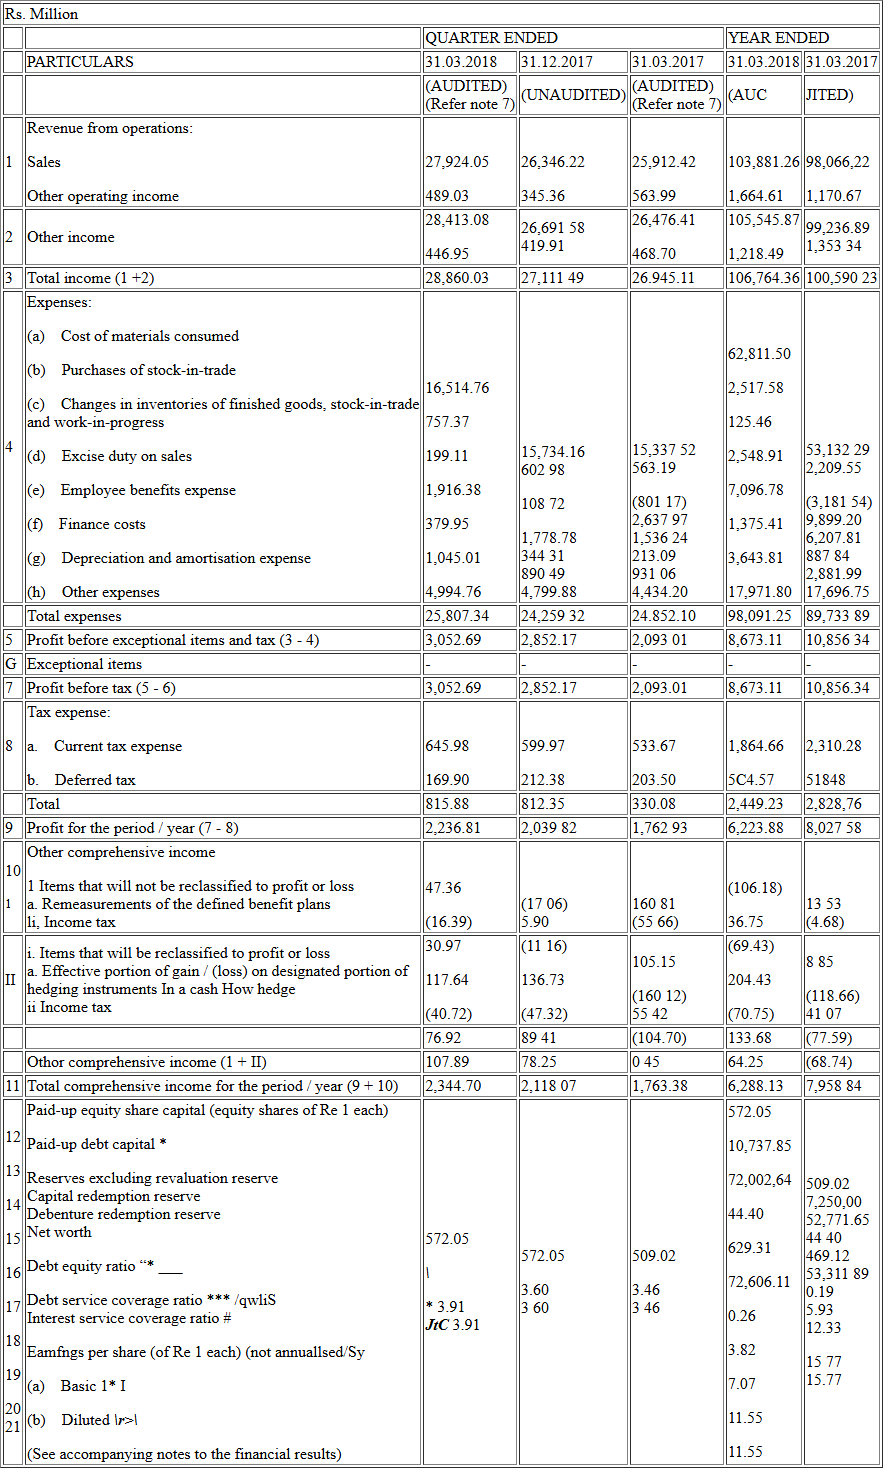 Rs. Million
QUARTER ENDED YEAR ENDED
PARTICULARS 31.03.2018 31.12.2017 31.03.2017 31.03.2018 31.03.2017
(AUDITED) (Refer note 7) (UNAUDITED) (AUDITED) (Refer note 7) (AUC JITED)
1
Revenue from operations:
Sales 27,924.05 26,346.22 25,912.42 103,881.26 98,066,22
Other operating income 489.03 345.36 563.99 1,664.61 1,170.67
28,413.08 26,691 58 26,476.41 105,545.87 99,236.89
2 Other income 446.95 419.91 468.70 1,218.49 1,353 34
3 Total income (1 +2) 28,860.03 27,111 49 26.945.11 106,764.36 100,590 23
4
Expenses:
(a) Cost of materials consumed
62,811.50
(b) Purchases of stock-in-trade
16,514.76 2,517.58
(c) Changes in inventories of finished goods, stock-in-trade
and work-in-progress 757.37 125.46
(d) Excise duty on sales 199.11 15,734.16 15,337 52 2,548.91 53,132 29
602 98 563.19 2,209.55
(e) Employee benefits expense 1,916.38 7,096.78
108 72 (801 17) (3,181 54)
(f) Finance costs 379.95 2,637 97 1,375.41 9,899.20
1,778.78 1,536 24 6,207.81
(g) Depreciation and amortisation expense 1,045.01 344 31 213.09 3,643.81 887 84
890 49 931 06 2,881.99
(h) Other expenses 4,994.76 4,799.88 4,434.20 17,971.80 17,696.75
Total expenses 25,807.34 24,259 32 24.852.10 98,091.25 89,733 89
5 Profit before exceptional items and tax (3 - 4) 3,052.69 2,852.17 2,093 01 8,673.11 10,856 34
G Exceptional items - - - - -
7 Profit before tax (5 - 6) 3,052.69 2,852.17 2,093.01 8,673.11 10,856.34
Tax expense:
8 a. Current tax expense 645.98 599.97 533.67 1,864.66 2,310.28
b. Deferred tax 169.90 212.38 203.50 5C4.57 51848
Total 815.88 812.35 330.08 2,449.23 2,828,76
9 Profit for the period / year (7 - 8) 2,236.81 2,039 82 1,762 93 6,223.88 8,027 58
Other comprehensive income
10
1 Items that will not be reclassified to profit or loss 47.36 (106.18)
1 a. Remeasurements of the defined benefit plans (17 06) 160 81 13 53
li, Income tax (16.39) 5.90 (55 66) 36.75 (4.68)
30.97 (11 16) 105.15 (69.43) 8 85
II
i. Items that will be reclassified to profit or loss
a. Effective portion of gain / (loss) on designated portion of
hedging instruments In a cash How hedge 117.64 136.73 (160 12) 204.43 (118.66)
ii Income tax (40.72) (47.32) 55 42 (70.75) 41 07
76.92 89 41 (104.70) 133.68 (77.59)
Othor comprehensive income (1 + II) 107.89 78.25 0 45 64.25 (68.74)
11 Total comprehensive income for the period / year (9 + 10) 2,344.70 2,118 07 1,763.38 6,288.13 7,958 84
Paid-up equity share capital (equity shares of Re 1 each) 572.05
12
Paid-up debt capital * 10,737.85
13
Reserves excluding revaluation reserve 72,002,64 509.02
Capital redemption reserve 7,250,00
14
Debenture redemption reserve 44.40 52,771.65
15
Net worth 572.05 629.31 44 40
469.12
16
Debt equity ratio “* ___ \ 572.05 509.02 72,606.11 53,311 89
0.19
17
Debt service coverage ratio *** /qwliS * 3.91 3.60 3.46 0.26 5.93
Interest service coverage ratio # JtC 3.91 3 60 3 46 12.33
18
Eamfngs per share (of Re 1 each) (not annuallsed/Sy 3.82 15 77
19
(a) Basic 1* I 7.07 15.77
20
21
(b) Diluted \r>\ 11.55
(See accompanying notes to the financial results) 11.55